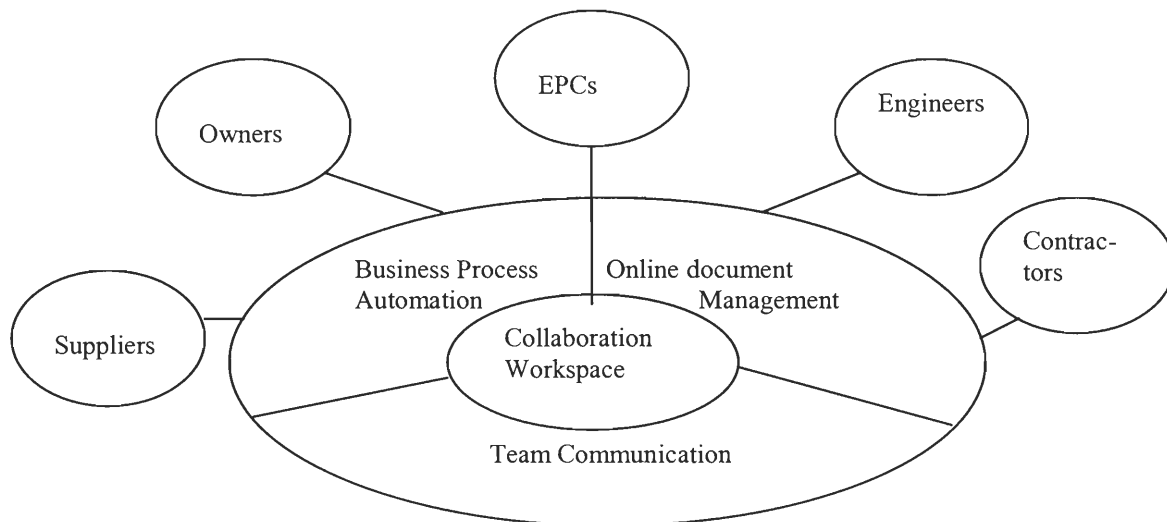 EPCs
Engineers
Owners
Contrac-
tors
Business Process
Automation
Online document
Management
Suppliers
Collaboration
Workspace
Team Communication